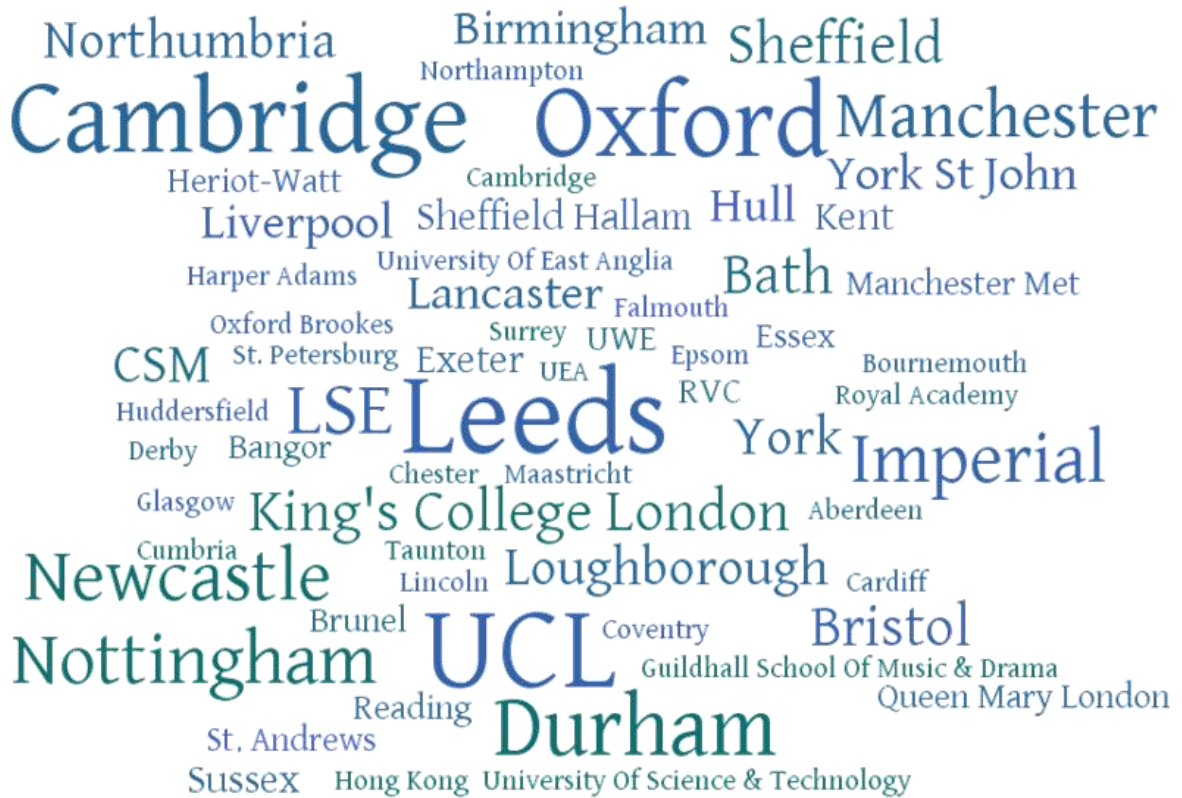 Northumbria
Birmingham
Sheffield
Northampton
Cambridge
Oxford
Manchester
Heriot-Watt
Cambridge
York St John
Liverpool
Sheffield Hallam
Hull
Kent
Harper Adams
University Of East Anglia
Bath
Manchester Met
Lancaster
Falmouth
Oxford Brookes
Surrey
UWE
Essex
CSM
St. Petersburg
Exeter
UEA
Epsom
Bournemouth
Huddersfield
LSE
Leeds
RVC
Royal Academy
Derby
Bangor
York
Imperial
Chester
Maastricht
Glasgow
King's College London
Aberdeen
Cumbria
Taunton
Newcastle
Lincoln
Loughborough
Cardiff
Brunel
UCL
Coventry
Bristol
Nottingham
Guildhall School Of Music & Drama
Reading
Durham
Queen Mary London
St. Andrews
Sussex
Hong Kong University Of Science & Technology